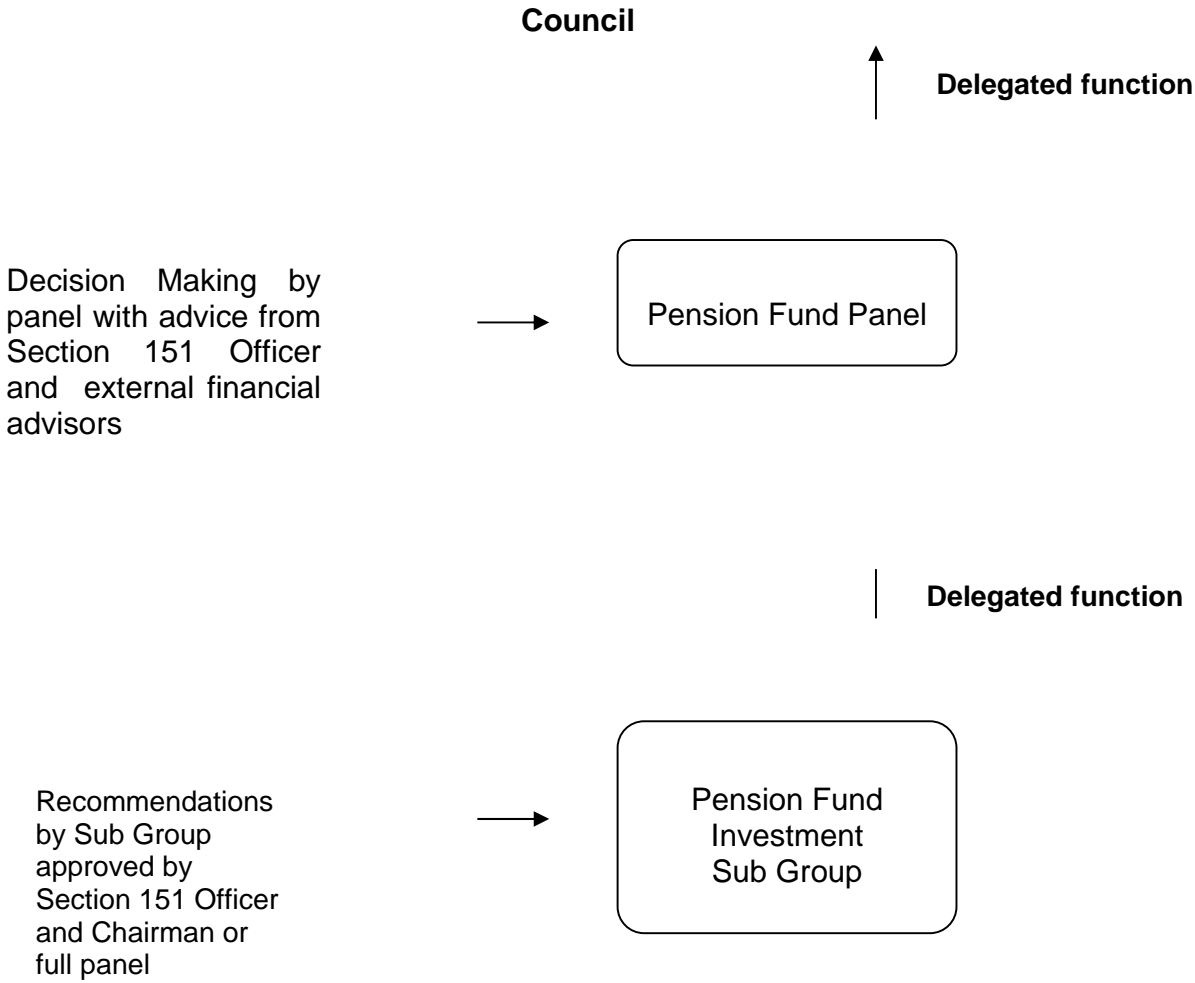 Council
Delegated function
Decision Making by
panel with advice from
Section 151 Officer
and external financial
advisors
Pension Fund Panel
Delegated function
Recommendations
by Sub Group
approved by
Section 151 Officer
and Chairman or
full panel
Pension Fund
Investment
Sub Group